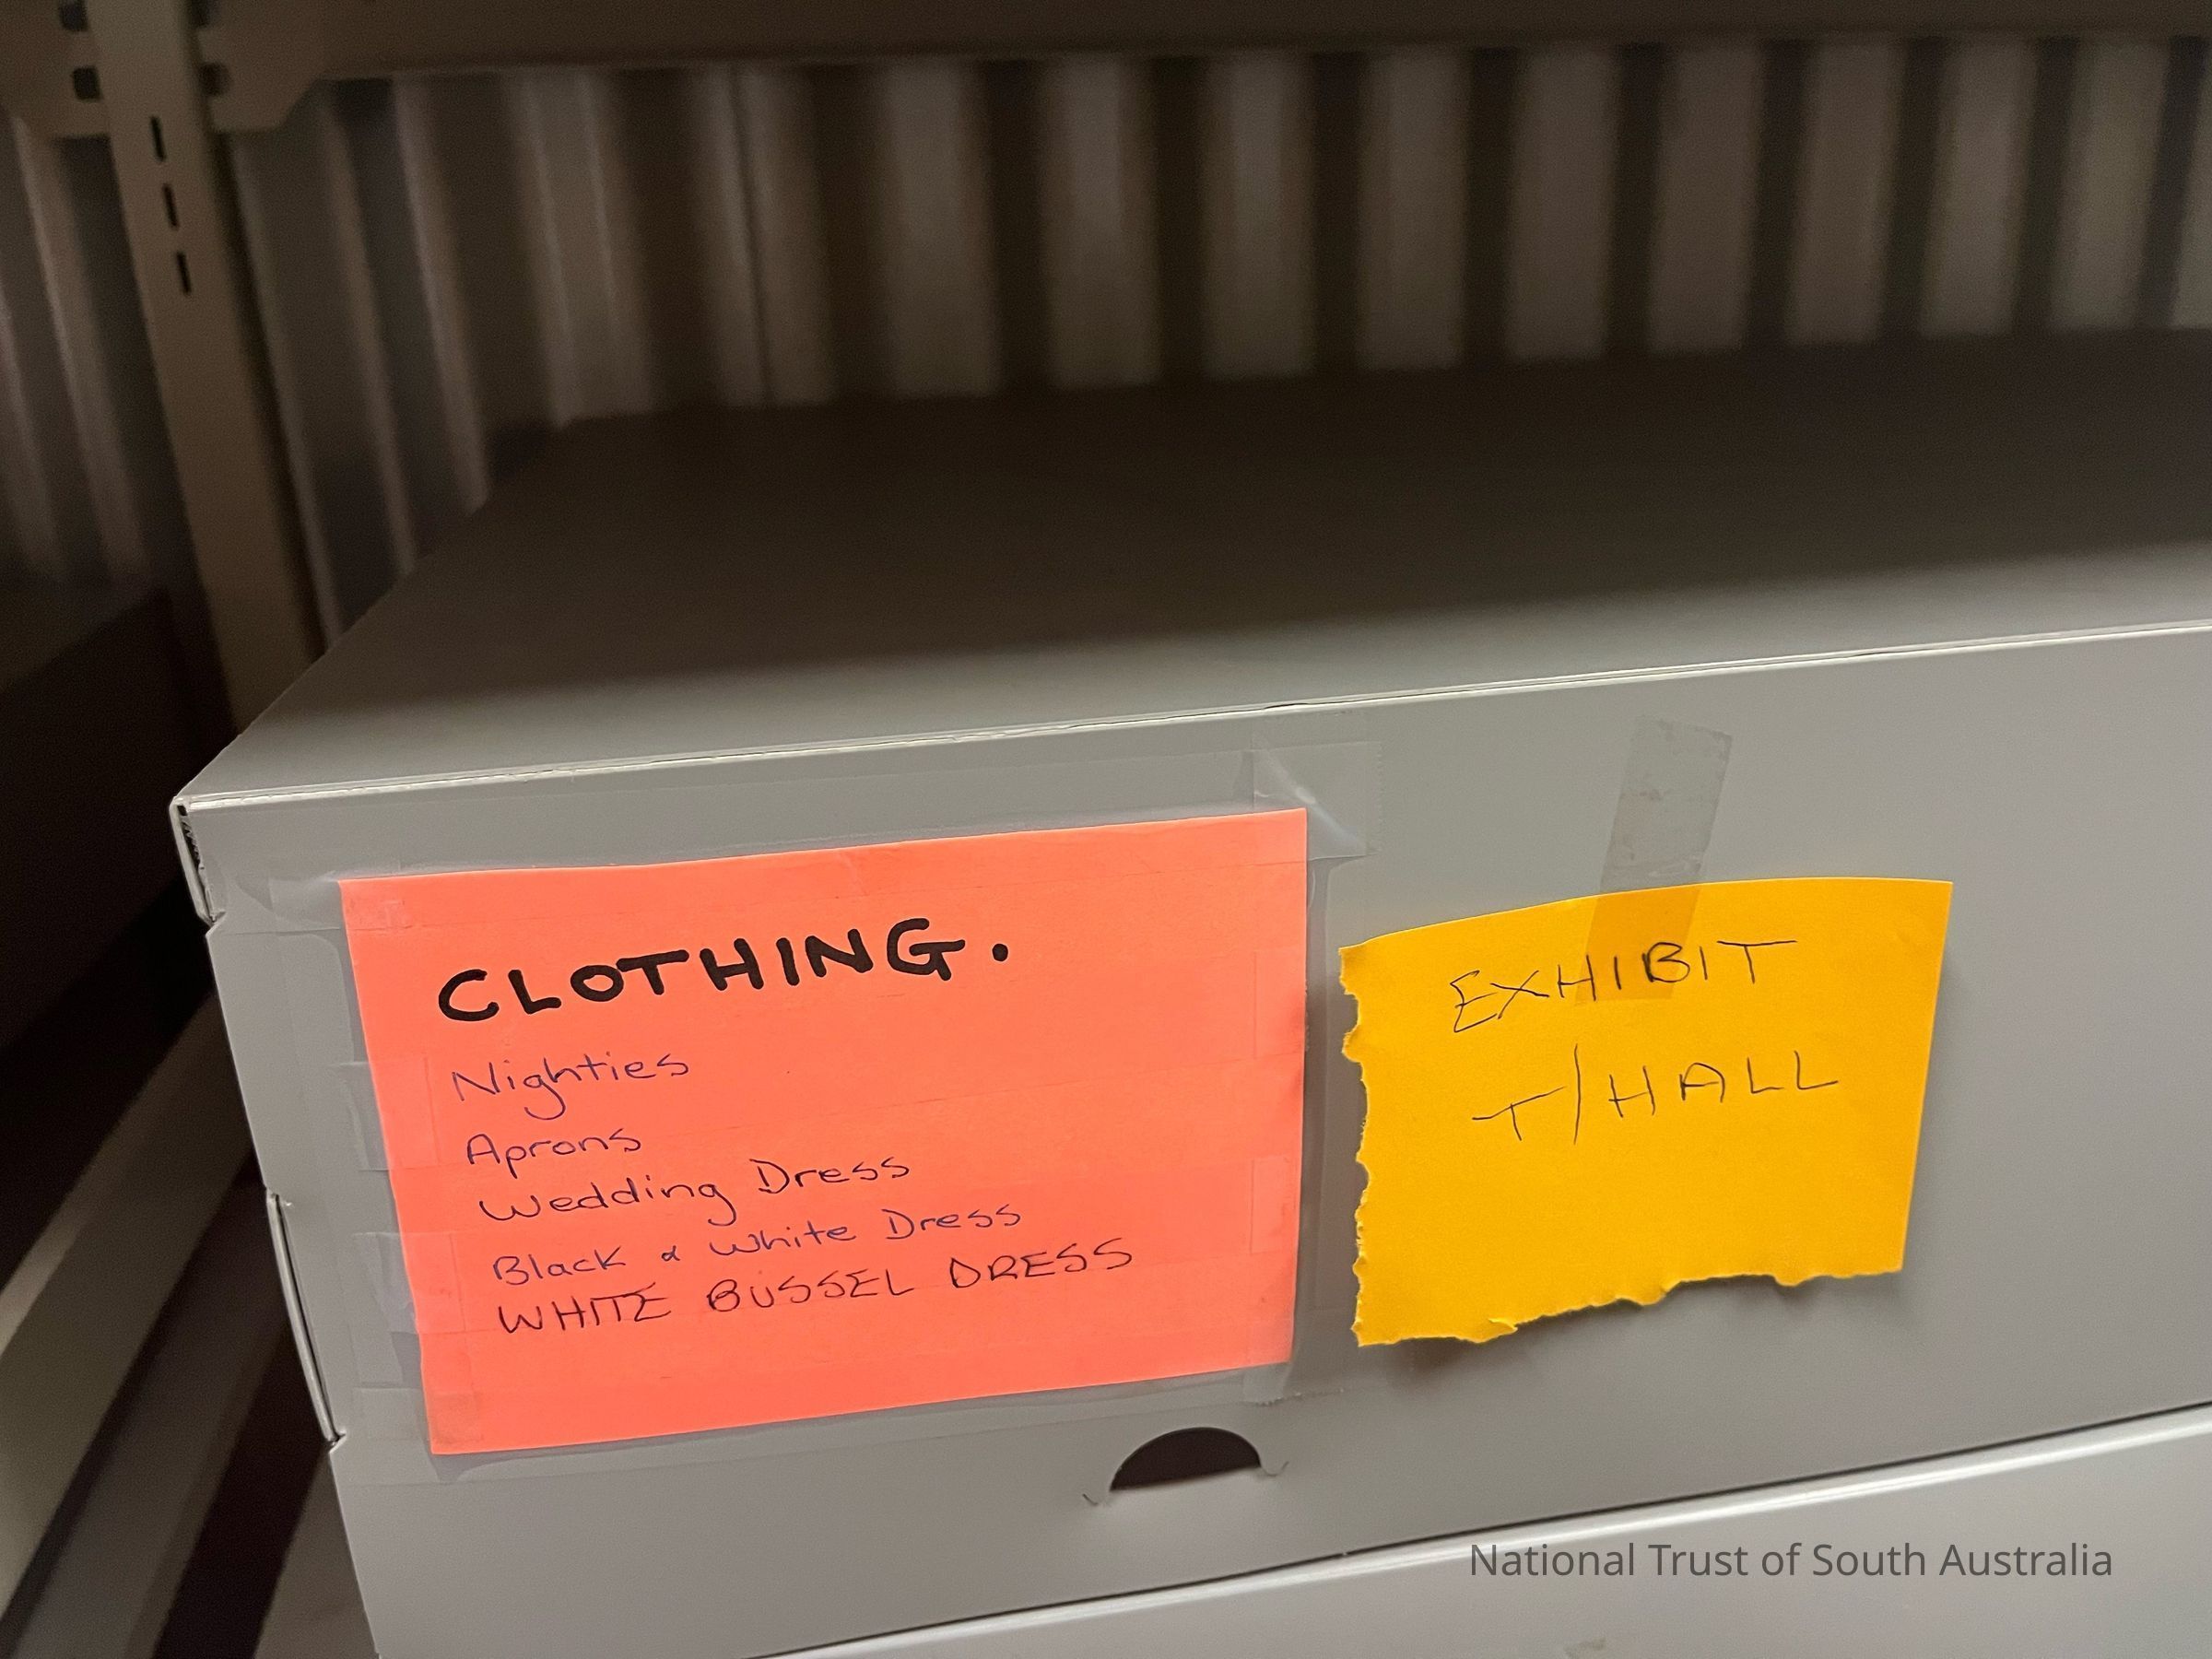 CLOTHING.
Nighties
Aprons
Wedding Dress
Black & White Dress
WHITE BUSSEL DRESS
EXHIBIT
T/HALL
National Trust of South Australia